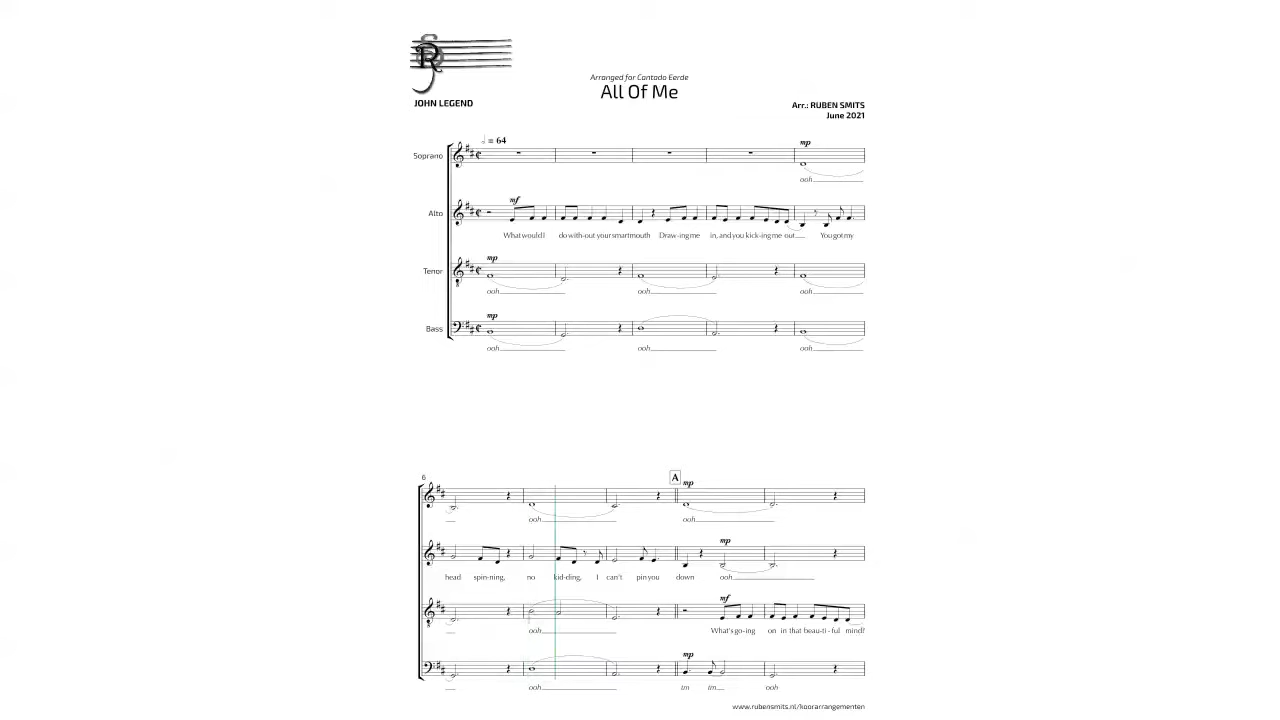 Arranged for Cantado Eerde
All Of Me
JOHN LEGEND
Arr.: RUBEN SMITS
June 2021
= 64
Soprano
mp
ooh
Alto
mf
What would I do with-out your smart mouth Draw-ing me in, and you kick-ing me out You got my
Tenor
mp
ooh ooh ooh
Bass
mp
ooh ooh ooh
6
A
mp
ooh ooh
mp
head spin-ning, no kid-ding, I can't pin you down ooh
mf
ooh What's go-ing on in that beau-ti-ful mind?
mp
ooh Im Im ooh
www.rubensmits.nl/koorarrangementen